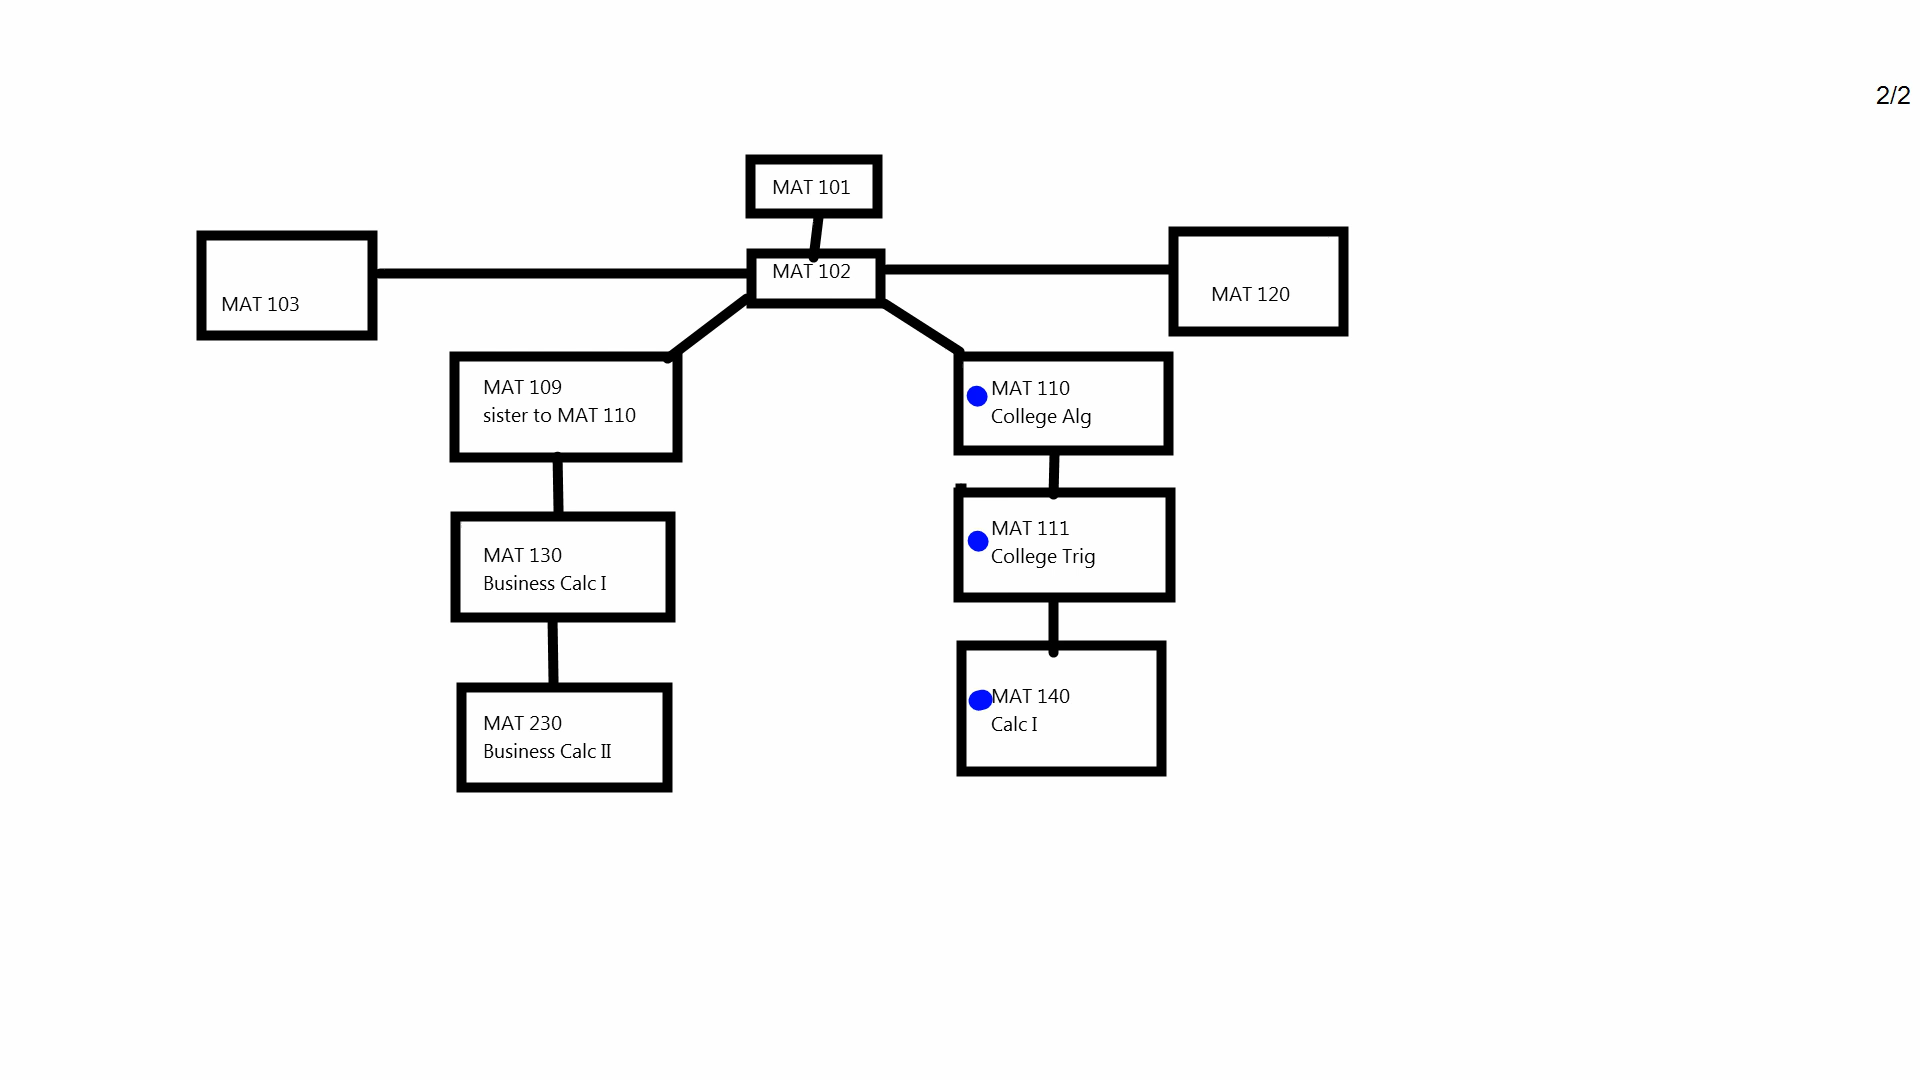 2/2
MAT 101
MAT 102
MAT 103
MAT 120
MAT 109
sister to MAT 110
MAT 110
College Alg
MAT 130
Business Calc I
MAT 111
College Trig
MAT 230
Business Calc II
MAT 140
Calc I